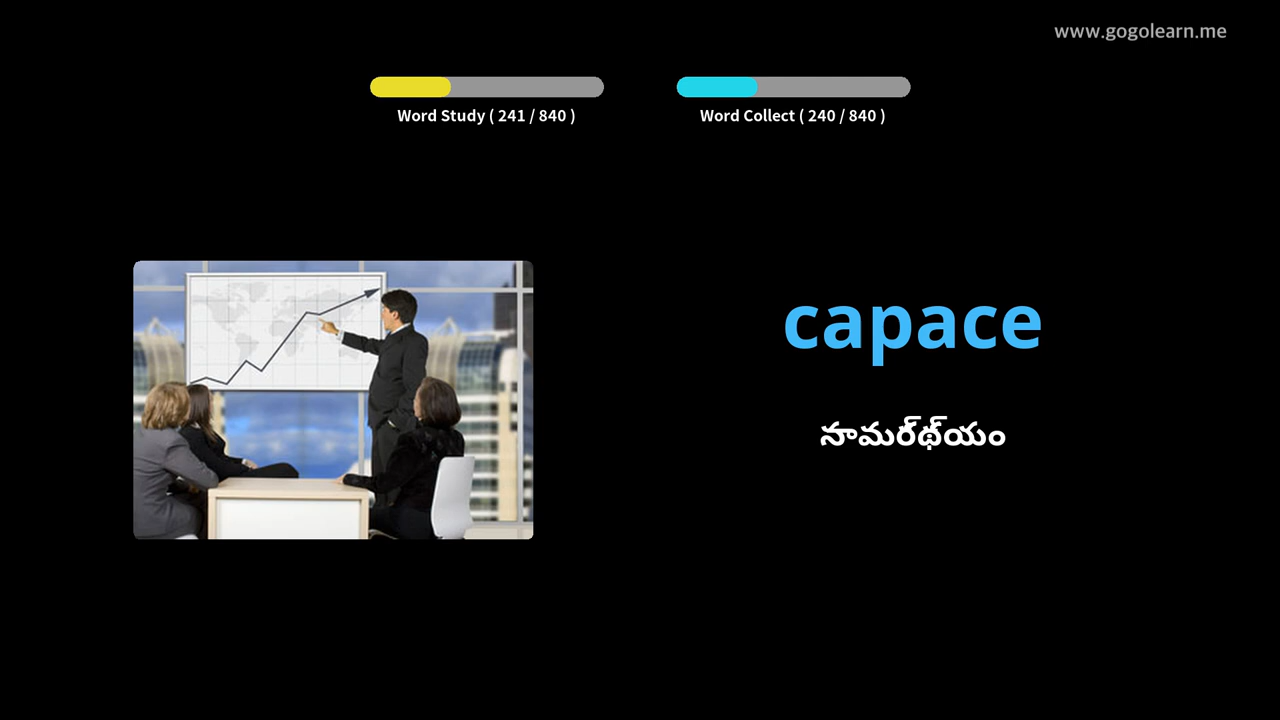 www.gogolearn.me
Word Study ( 241 / 840 )
Word Collect ( 240 / 840 )
capace
నామర్‌థ్‌యం